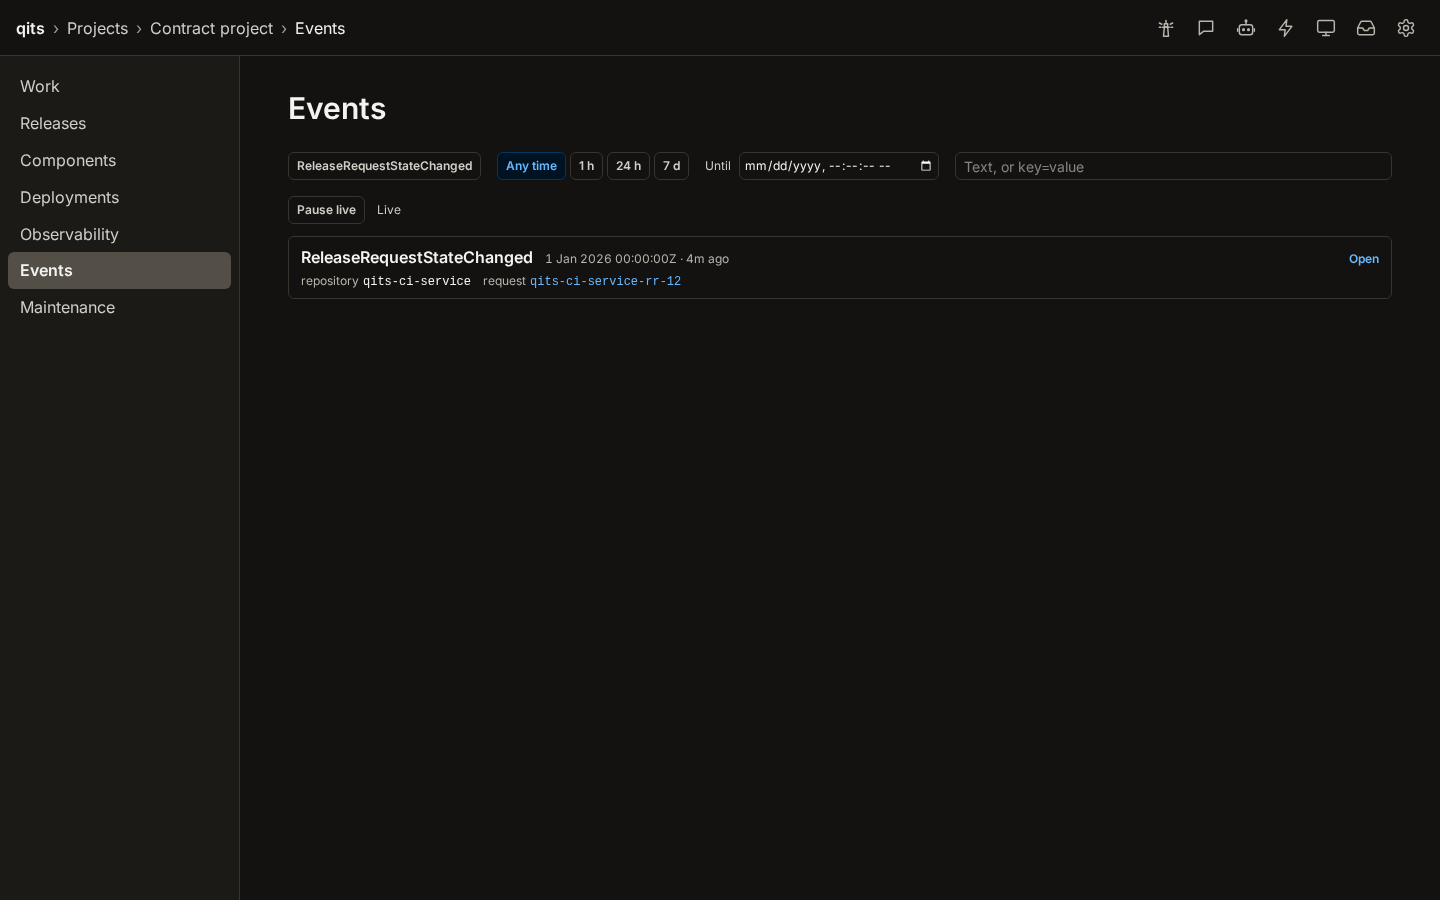 qits › Projects › Contract project › Events
Work
Releases
Components
Deployments
Observability
Events
Maintenance
Events
ReleaseRequestStateChanged Any time 1 h 24 h 7 d Until mm/dd/yyyy, --:--:-- -- Text, or key=value
Pause live Live
ReleaseRequestStateChanged 1 Jan 2026 00:00:00Z · 4m ago Open
repository qits-ci-service request qits-ci-service-rr-12